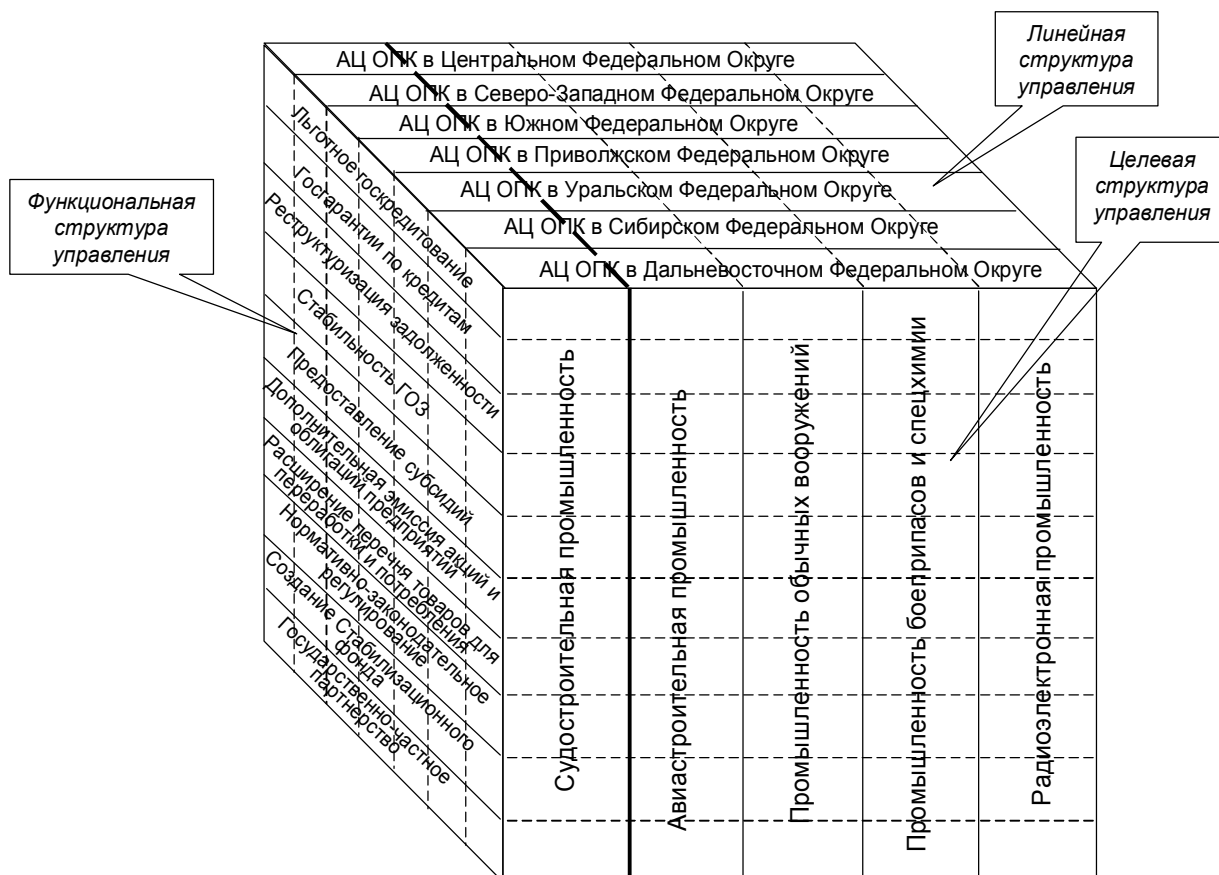 Линейная
структура
управления
АЦ ОПК в Центральном Федеральном Округе
АЦ ОПК в Северо-Западном Федеральном Округе
АЦ ОПК в Южном Федеральном Округе
АЦ ОПК в Приволжском Федеральном Округе
АЦ ОПК в Уральском Федеральном Округе
АЦ ОПК в Сибирском Федеральном Округе
АЦ ОПК в Дальневосточном Федеральном Округе
Целевая
структура
управления
Функциональная
структура
управления
Льготное госкредитование
Госгарантии по кредитам
Реструктуризация задолженности
Стабильность ГОЗ
Предоставление субсидий
Дополнительная эмиссия акций и
облигаций предприятий
Расширение перечня товаров для
переработки и потребления
Нормативно-законодательное
регулирование
Создание Стабилизационного
фонда
Государственно-частное
партнерство
Судостроительная промышленность
Авиастроительная промышленность
Промышленность обычных вооружений
Промышленность боеприпасов и спецхимии
Радиоэлектронная промышленность